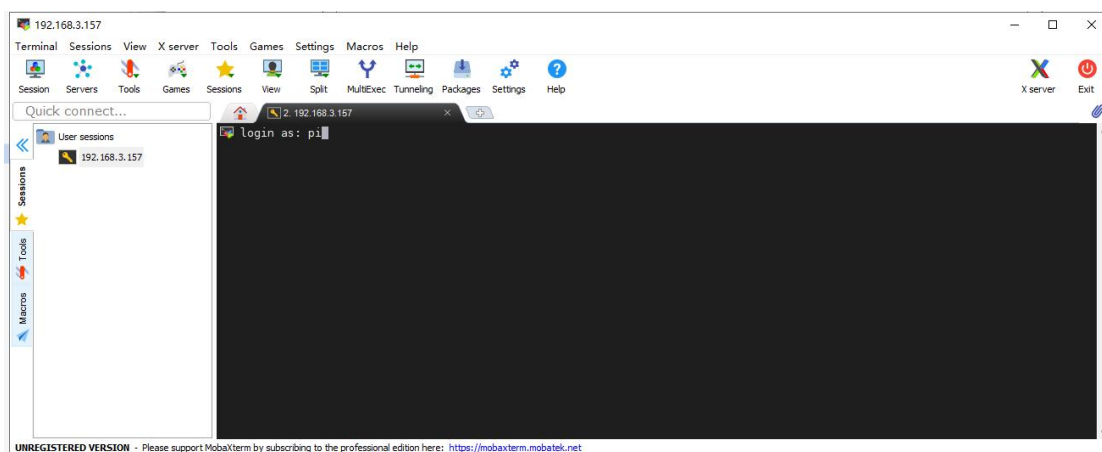 192.168.3.157
Terminal Sessions View X server Tools Games Settings Macros Help
Session Servers Tools Games Sessions View Split MultiExec Tunneling Packages Settings Help X server Exit
Quick connect...
2. 192.168.3.157
User sessions
192.168.3.157
login as: pi
Sessions
Tools
Macros
UNREGISTERED VERSION - Please support MobaXterm by subscribing to the professional edition here: https://mobaxterm.mobatek.net